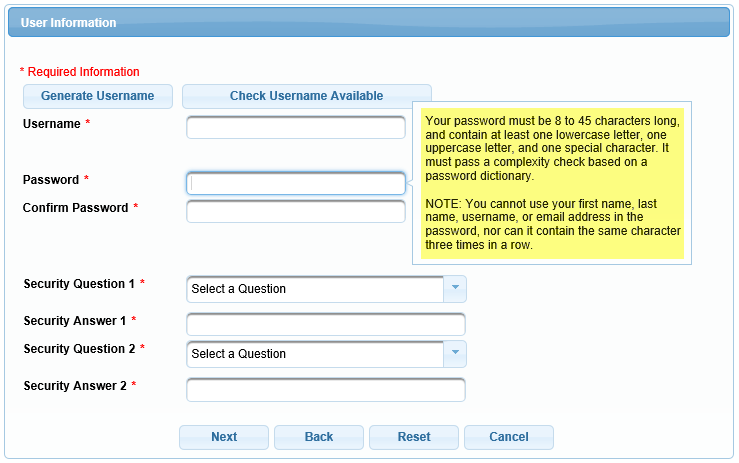 User Information
* Required Information
Generate Username Check Username Available
Username *
Your password must be 8 to 45 characters long,
and contain at least one lowercase letter, one
uppercase letter, and one special character. It
must pass a complexity check based on a
password dictionary.
NOTE: You cannot use your first name, last
name, username, or email address in the
password, nor can it contain the same character
three times in a row.
Password *
Confirm Password *
Security Question 1 * Select a Question
Security Answer 1 *
Security Question 2 * Select a Question
Security Answer 2 *
Next Back Reset Cancel